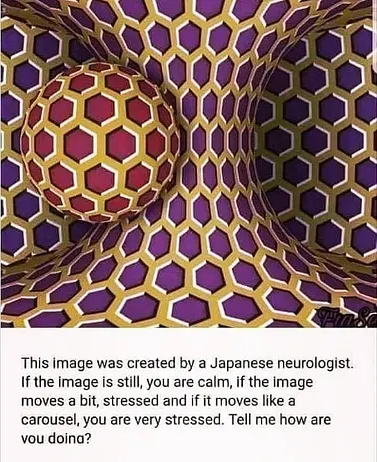 This image was created by a Japanese neurologist.
If the image is still, you are calm, if the image
moves a bit, stressed and if it moves like a
carousel, you are very stressed. Tell me how are
you doing?